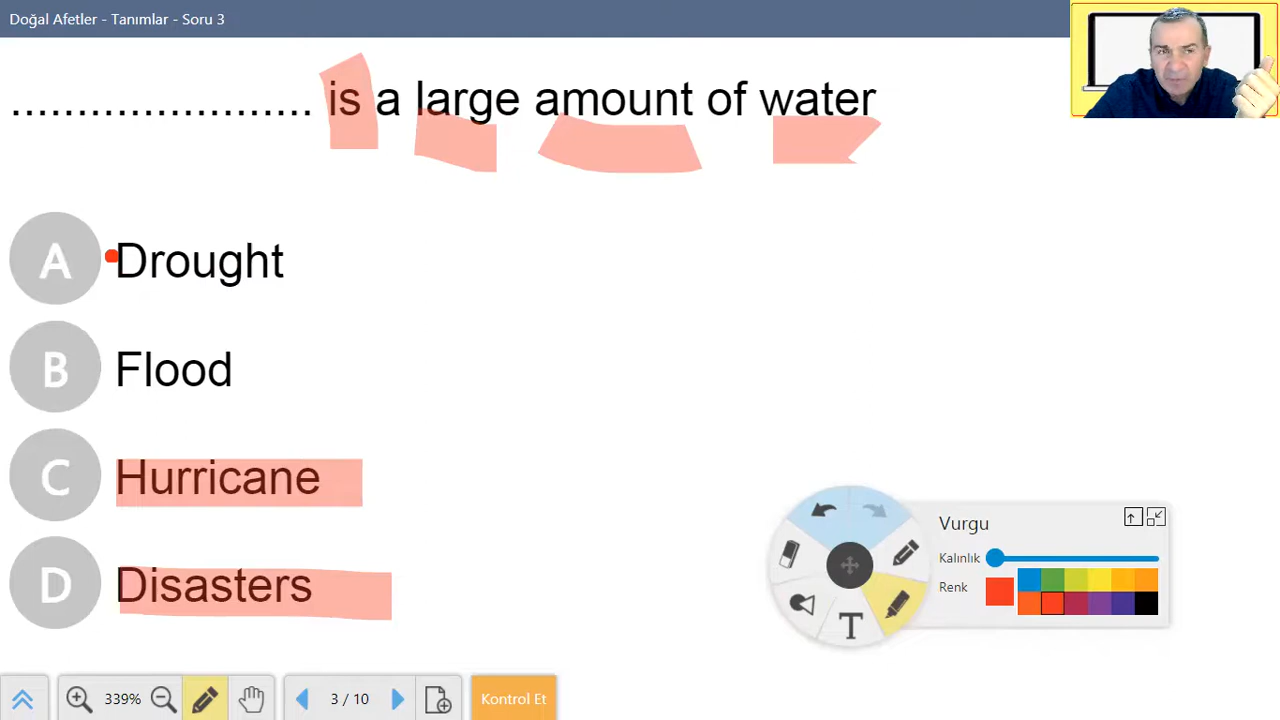 Doğal Afetler - Tanımlar - Soru 3
...................... is a large amount of water
A Drought
B Flood
C Hurricane
D Disasters
Vurgu
Kalınlık
Renk
T
339%
3 / 10
Kontrol Et